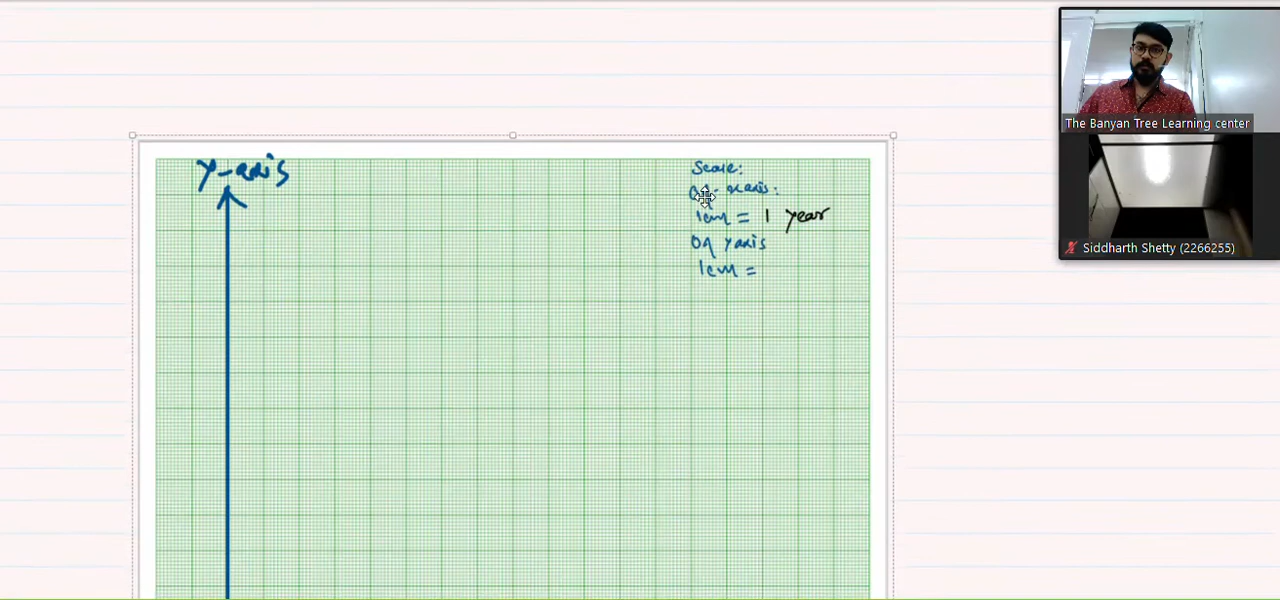 y-axis
Scale:
On x-axis:
1cm = 1 year
On y axis
1cm =
The Banyan Tree Learning center
Siddharth Shetty (2266255)